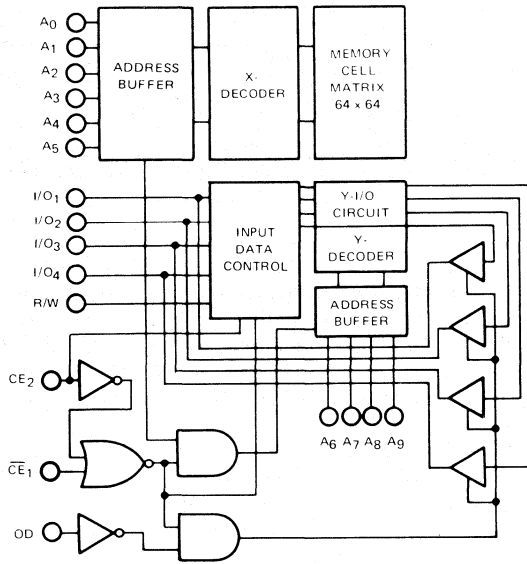 A0
A1
A2
A3
A4
A5
ADDRESS
BUFFER
X-
DECODER
MEMORY
CELL
MATRIX
64 x 64
I/O1
I/O2
I/O3
I/O4
R/W
INPUT
DATA
CONTROL
Y-I/O
CIRCUIT
Y-
DECODER
ADDRESS
BUFFER
CE2
A6 A7 A8 A9
C̅E̅1
OD